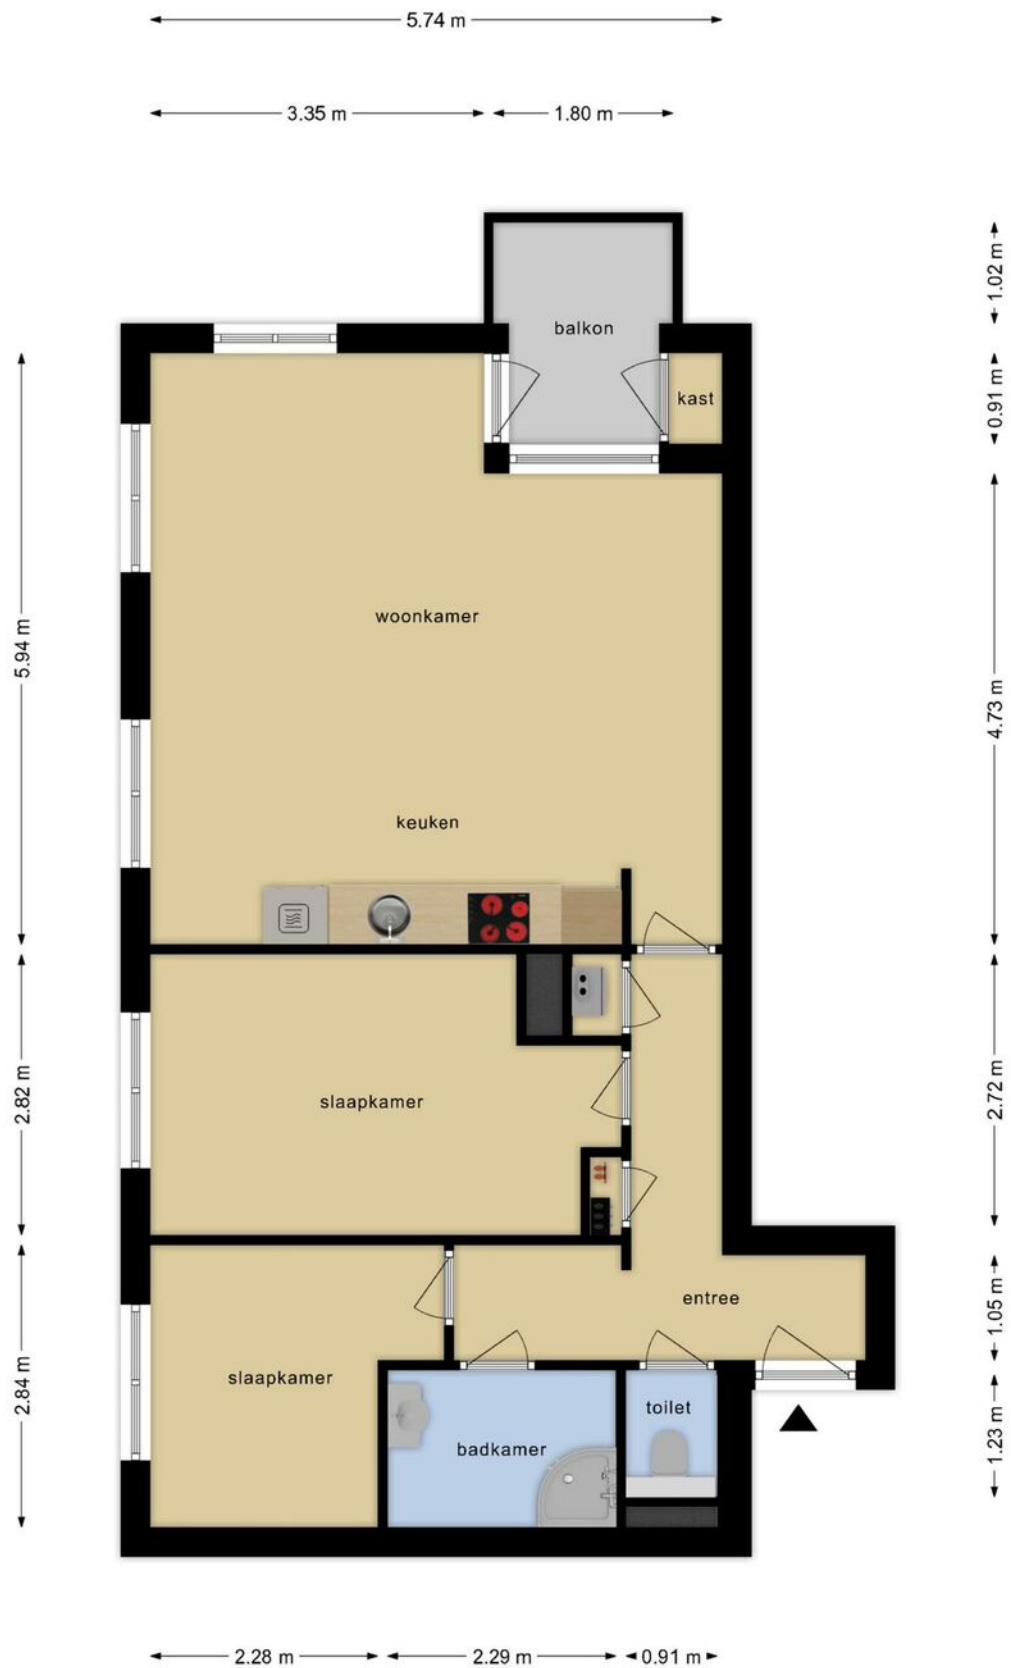 5.74 m
3.35 m
1.80 m
1.02 m
balkon
0.91 m
kast
woonkamer
5.94 m
4.73 m
keuken
2.82 m
slaapkamer
2.72 m
entree
1.05 m
2.84 m
slaapkamer
toilet
badkamer
1.23 m
2.28 m
2.29 m
0.91 m